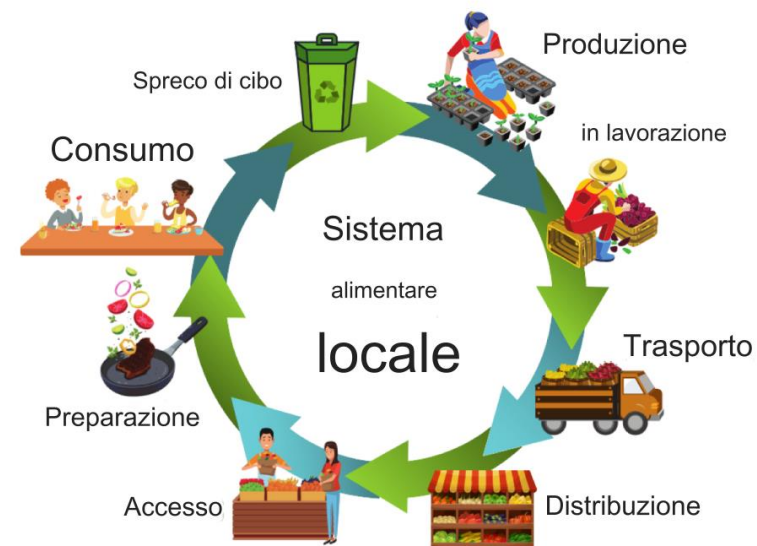 Sistema
alimentare
locale
Produzione
in lavorazione
Trasporto
Distribuzione
Accesso
Preparazione
Consumo
Spreco di cibo